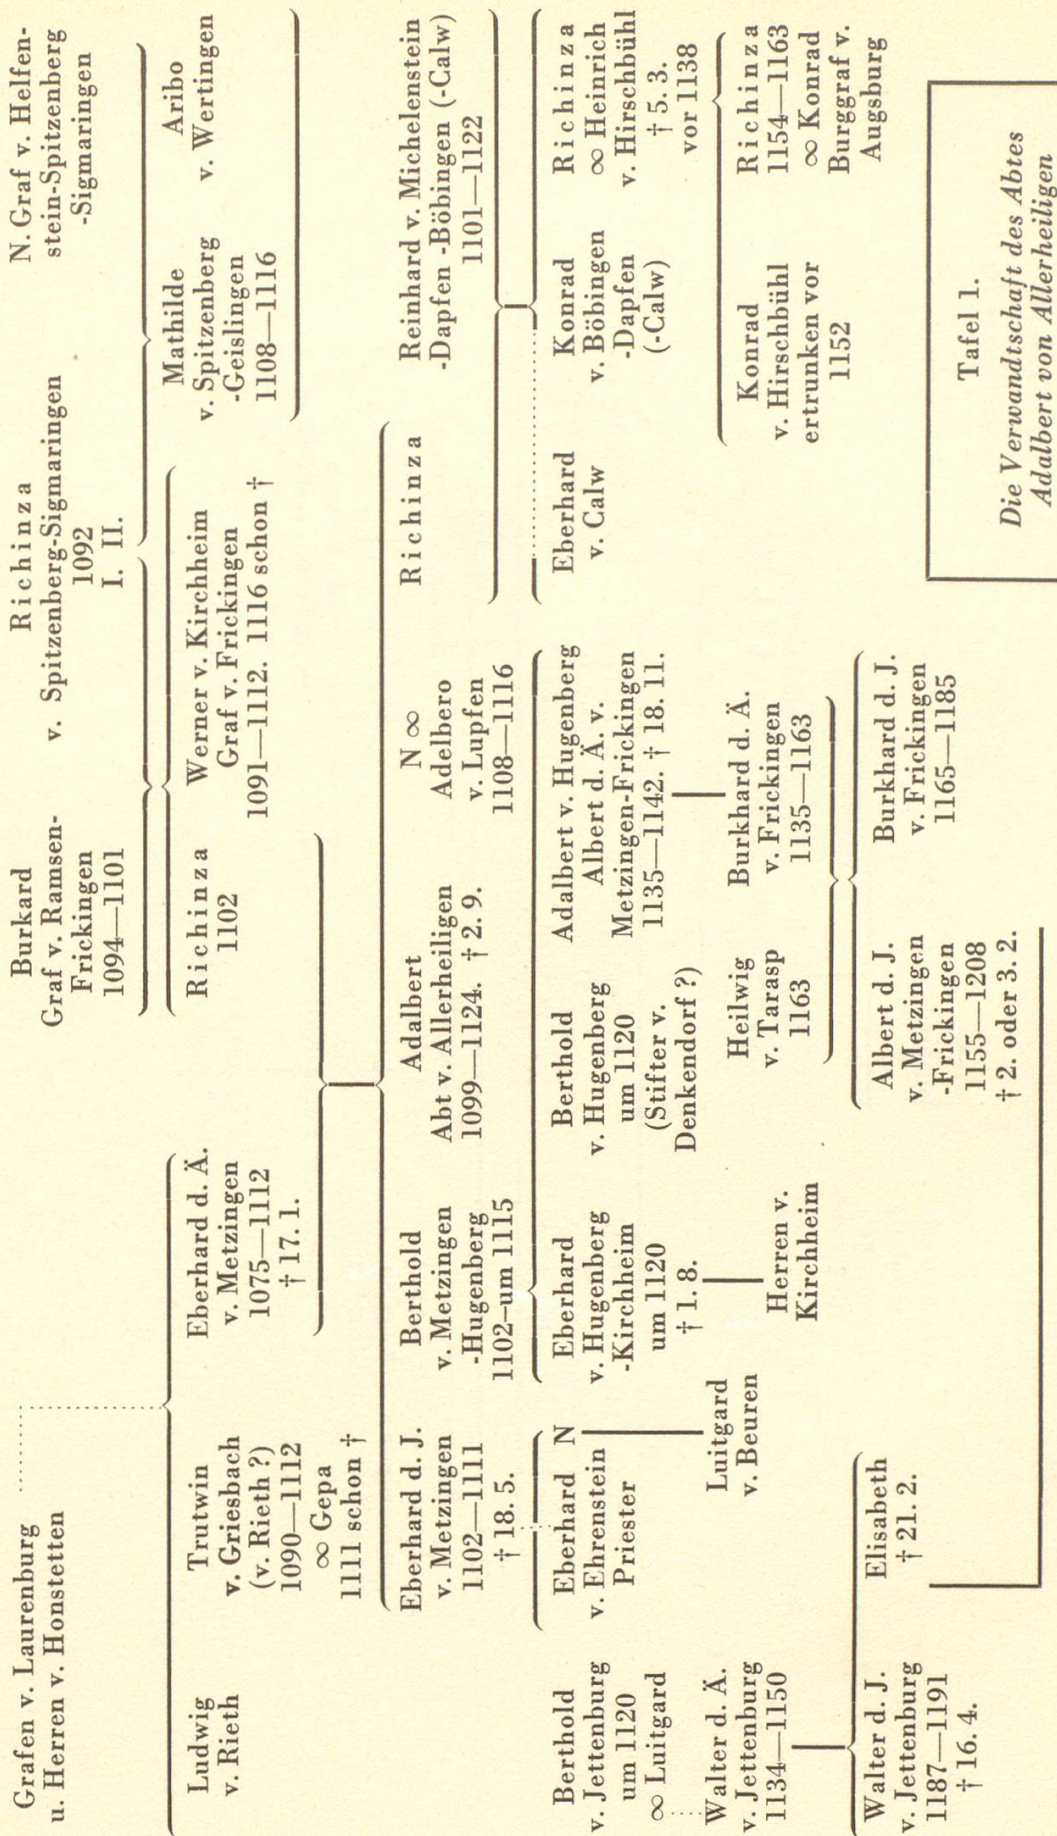 Grafen v. Laurenburg
u. Herren v. Honstetten
Burkard
Graf v. Ramsen-
Frickingen
1094—1101
Richinza
v. Spitzenberg-Sigmaringen
1092
I. II.
N. Graf v. Helfen-
stein-Spitzenberg
-Sigmaringen
Ludwig
v. Rieth
Trutwin
v. Griesbach
(v. Rieth ?)
1090—1112
∞ Gepa
1111 schon †
Eberhard d. Ä.
v. Metzingen
1075—1112
† 17. 1.
Richinza
1102
Werner v. Kirchheim
Graf v. Frickingen
1091—1112. 1116 schon †
Mathilde
v. Spitzenberg
-Geislingen
1108—1116
Aribo
v. Wertingen
Eberhard d. J.
v. Metzingen
1102—1111
† 18. 5.
Berthold
v. Metzingen
-Hugenberg
1102–um 1115
Adalbert
Abt v. Allerheiligen
1099—1124. † 2. 9.
N ∞
Adelbero
v. Lupfen
1108—1116
Richinza
Reinhard v. Michelenstein
-Dapfen -Böbingen (-Calw)
1101—1122
Berthold
v. Jettenburg
um 1120
∞ Luitgard
Eberhard
v. Ehrenstein
Priester
N
Eberhard
v. Hugenberg
-Kirchheim
um 1120
† 1. 8.
Berthold
v. Hugenberg
um 1120
(Stifter v.
Denkendorf ?)
Adalbert v. Hugenberg
Albert d. Ä. v.
Metzingen-Frickingen
1135—1142. † 18. 11.
Eberhard
v. Calw
Konrad
v. Böbingen
-Dapfen
(-Calw)
Richinza
∞ Heinrich
v. Hirschbühl
† 5. 3.
vor 1138
Walter d. Ä.
v. Jettenburg
1134—1150
Luitgard
v. Beuren
Herren v.
Kirchheim
Heilwig
v. Tarasp
1163
Burkhard d. Ä.
v. Frickingen
1135—1163
Konrad
v. Hirschbühl
ertrunken vor
1152
Richinza
1154—1163
∞ Konrad
Burggraf v.
Augsburg
Walter d. J.
v. Jettenburg
1187—1191
† 16. 4.
Elisabeth
† 21. 2.
Albert d. J.
v. Metzingen
-Frickingen
1155—1208
† 2. oder 3. 2.
Burkhard d. J.
v. Frickingen
1165—1185
Tafel 1.
Die Verwandtschaft des Abtes
Adalbert von Allerheiligen